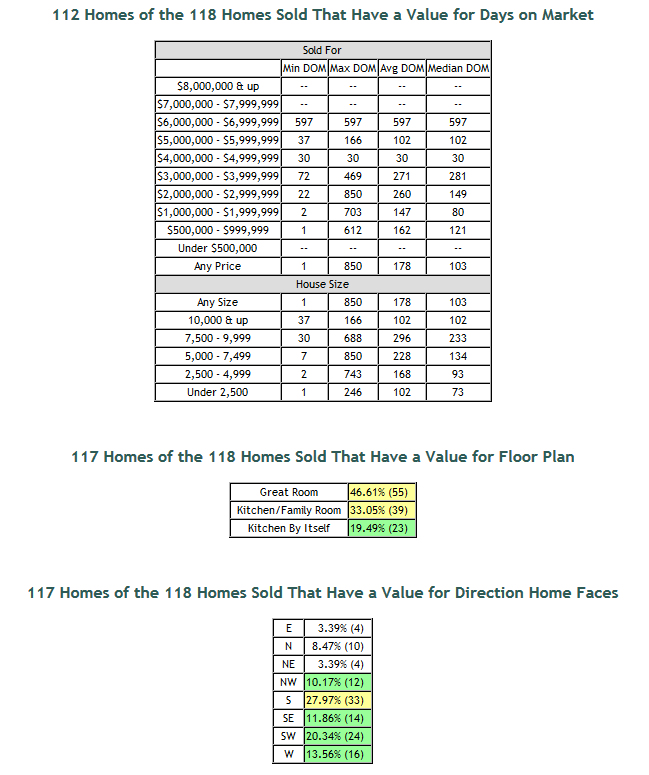 112 Homes of the 118 Homes Sold That Have a Value for Days on Market
Sold For
Min DOM Max DOM Avg DOM Median DOM
$8,000,000 & up -- -- -- --
$7,000,000 - $7,999,999 -- -- -- --
$6,000,000 - $6,999,999 597 597 597 597
$5,000,000 - $5,999,999 37 166 102 102
$4,000,000 - $4,999,999 30 30 30 30
$3,000,000 - $3,999,999 72 469 271 281
$2,000,000 - $2,999,999 22 850 260 149
$1,000,000 - $1,999,999 2 703 147 80
$500,000 - $999,999 1 612 162 121
Under $500,000 -- -- -- --
Any Price 1 850 178 103
House Size
Any Size 1 850 178 103
10,000 & up 37 166 102 102
7,500 - 9,999 30 688 296 233
5,000 - 7,499 7 850 228 134
2,500 - 4,999 2 743 168 93
Under 2,500 1 246 102 73
117 Homes of the 118 Homes Sold That Have a Value for Floor Plan
Great Room 46.61% (55)
Kitchen/Family Room 33.05% (39)
Kitchen By Itself 19.49% (23)
117 Homes of the 118 Homes Sold That Have a Value for Direction Home Faces
E 3.39% (4)
N 8.47% (10)
NE 3.39% (4)
NW 10.17% (12)
S 27.97% (33)
SE 11.86% (14)
SW 20.34% (24)
W 13.56% (16)